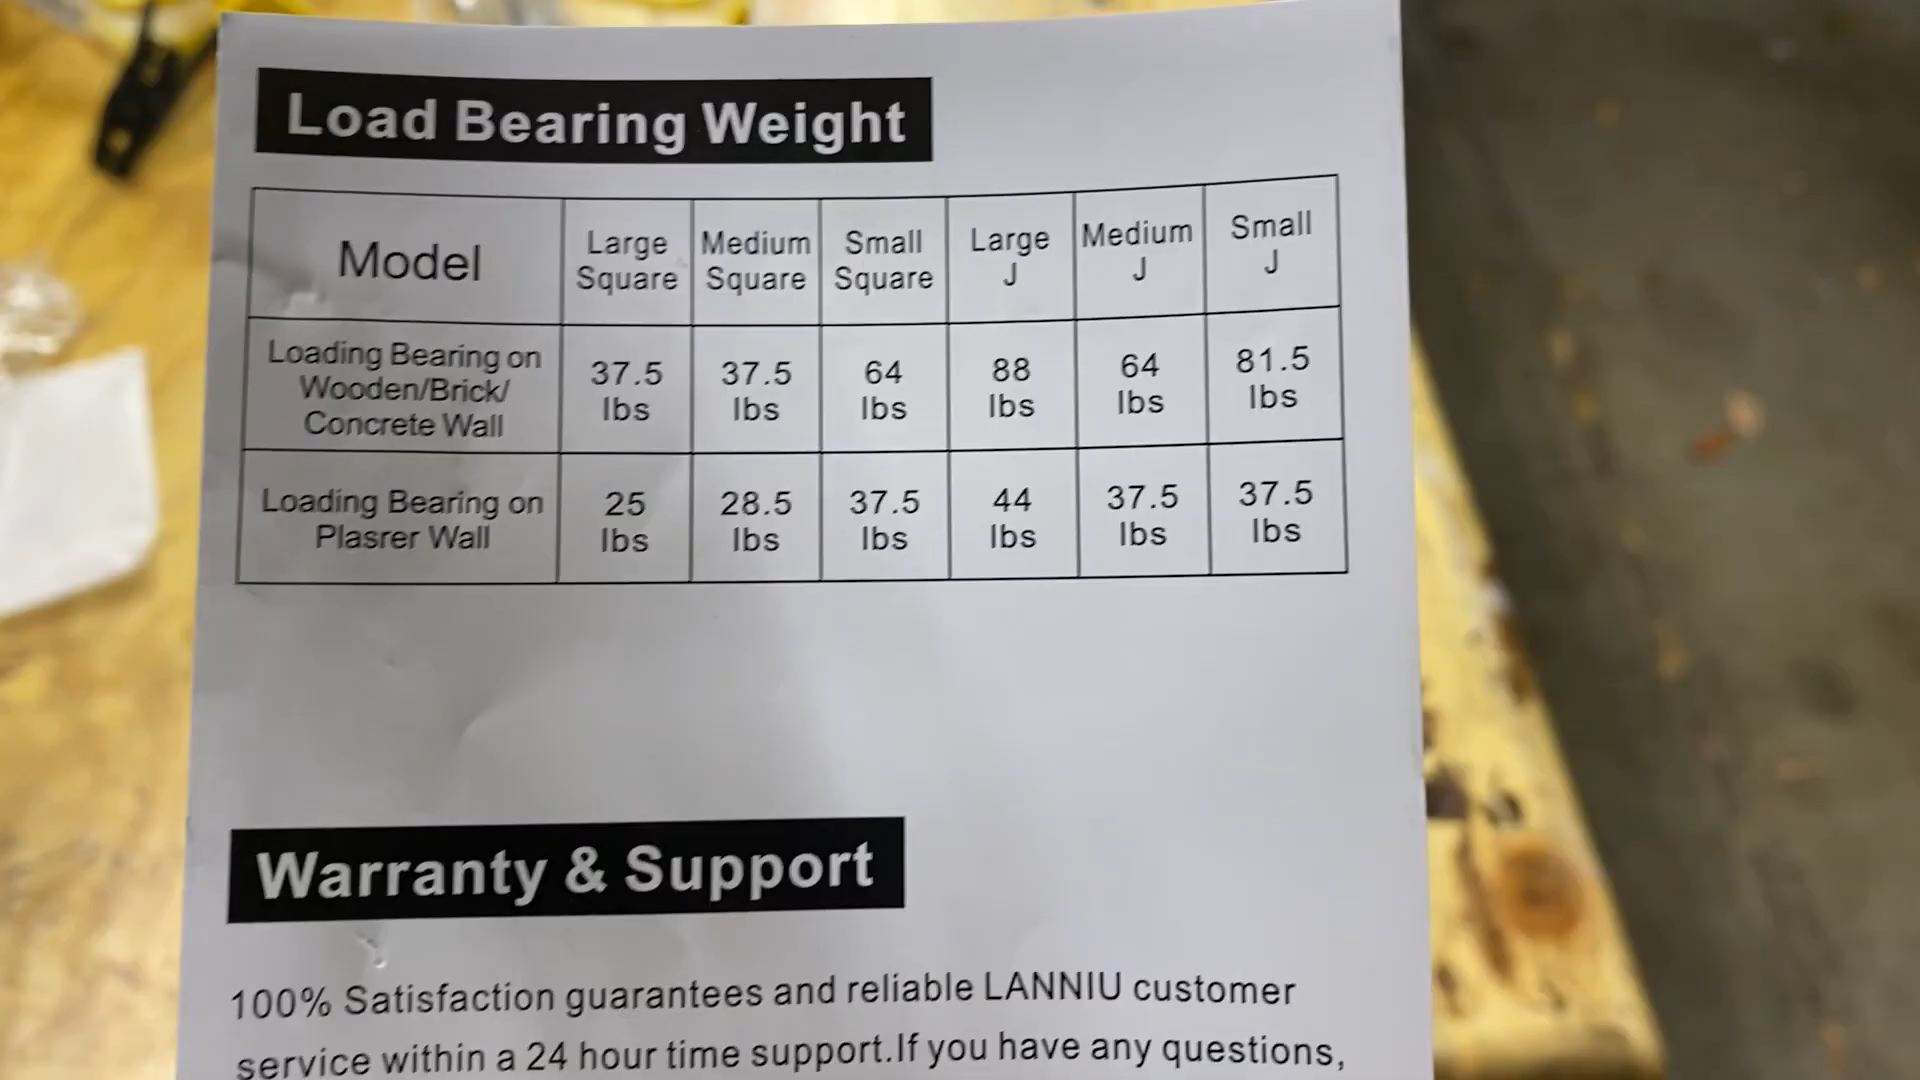 Load Bearing Weight
Model
Large
Square
Medium
Square
Small
Square
Large
J
Medium
J
Small
J
Loading Bearing on
Wooden/Brick/
Concrete Wall
37.5
lbs
37.5
lbs
64
lbs
88
lbs
64
lbs
81.5
lbs
Loading Bearing on
Plasrer Wall
25
lbs
28.5
lbs
37.5
lbs
44
lbs
37.5
lbs
37.5
lbs
Warranty & Support
100% Satisfaction guarantees and reliable LANNIU customer
service within a 24 hour time support.If you have any questions,